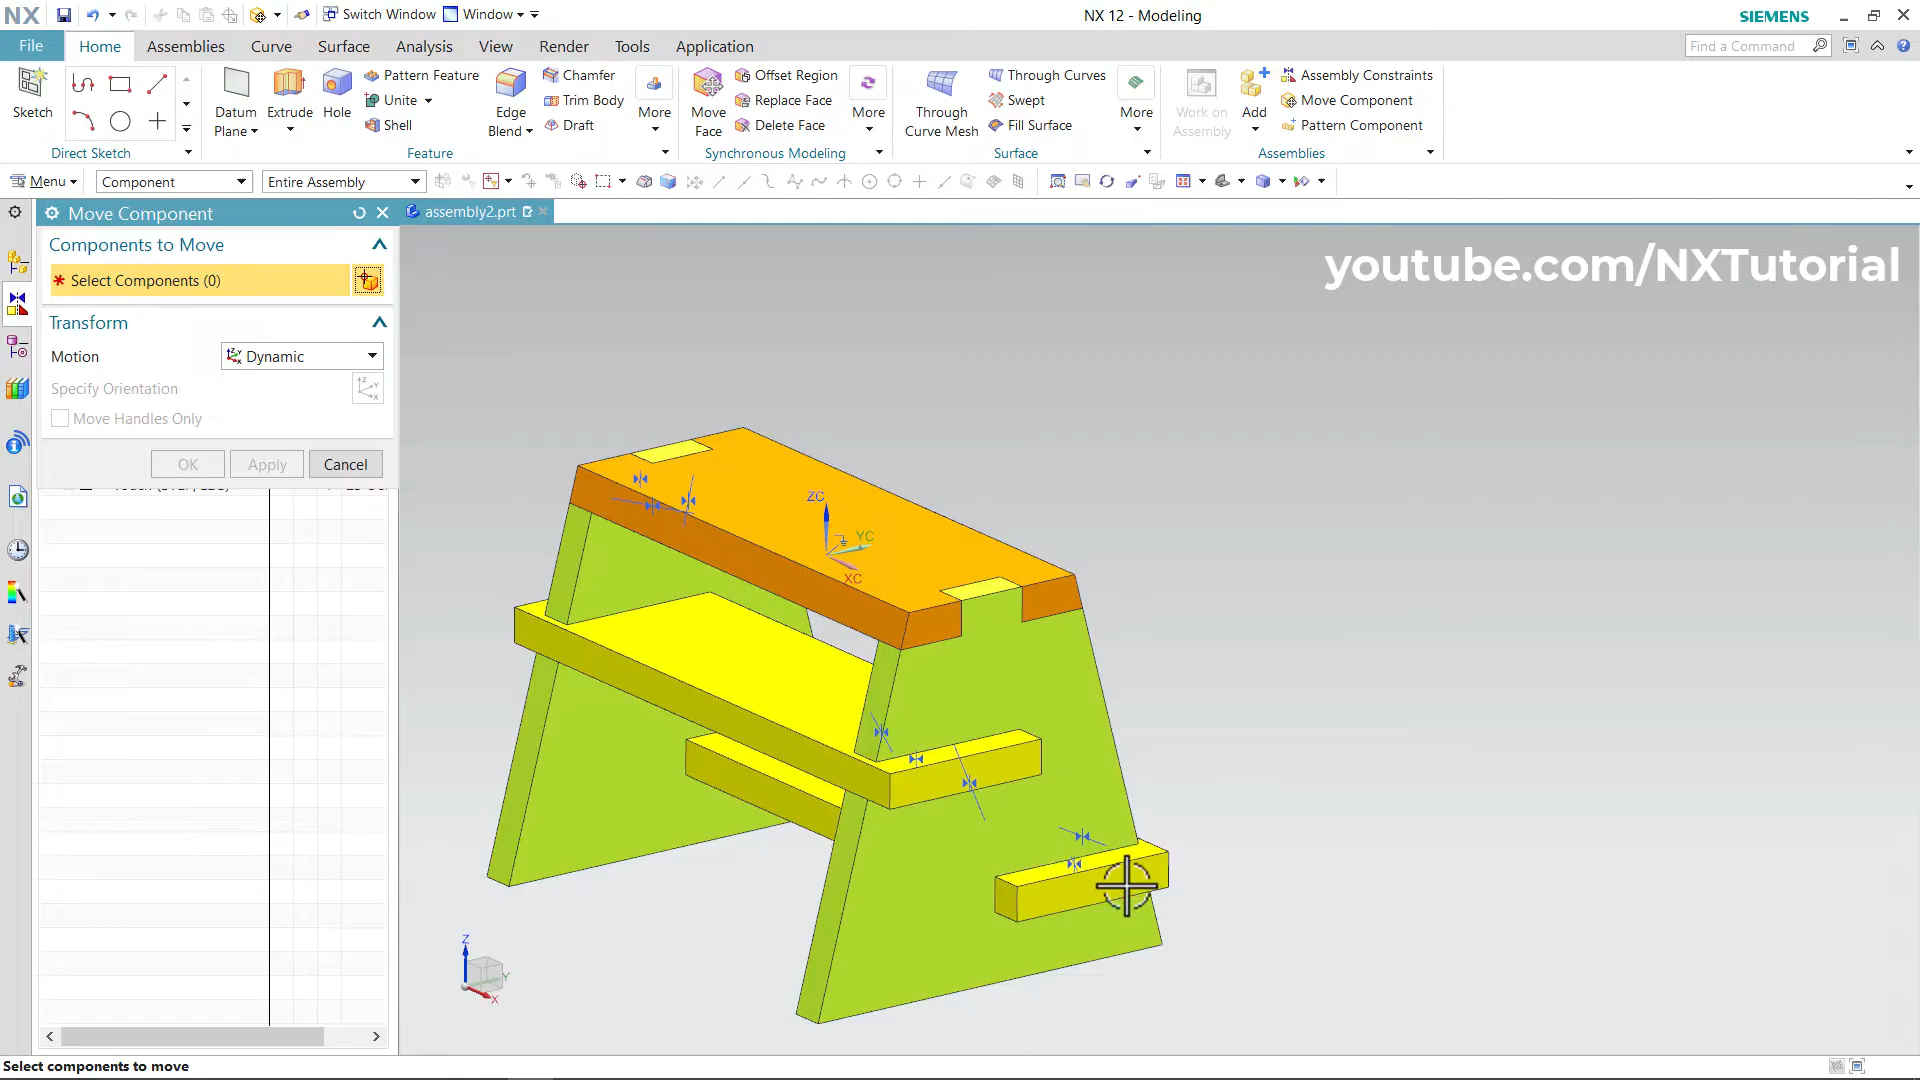 NX
Switch Window
Window
NX 12 - Modeling
SIEMENS
File
Home
Assemblies
Curve
Surface
Analysis
View
Render
Tools
Application
Find a Command
Sketch
Direct Sketch
Datum Plane
Extrude
Hole
Pattern Feature
Unite
Shell
Edge Blend
Chamfer
Trim Body
Draft
More
Feature
Move Face
Offset Region
Replace Face
Delete Face
More
Synchronous Modeling
Through Curve Mesh
Through Curves
Swept
Fill Surface
More
Surface
Work on Assembly
Add
Assembly Constraints
Move Component
Pattern Component
Assemblies
Menu
Component
Entire Assembly
Move Component
assembly2.prt
Components to Move
* Select Components (0)
Transform
Motion
Dynamic
Specify Orientation
Move Handles Only
OK
Apply
Cancel
youtube.com/NXTutorial
ZC
YC
XC
Z
Y
X
Select components to move